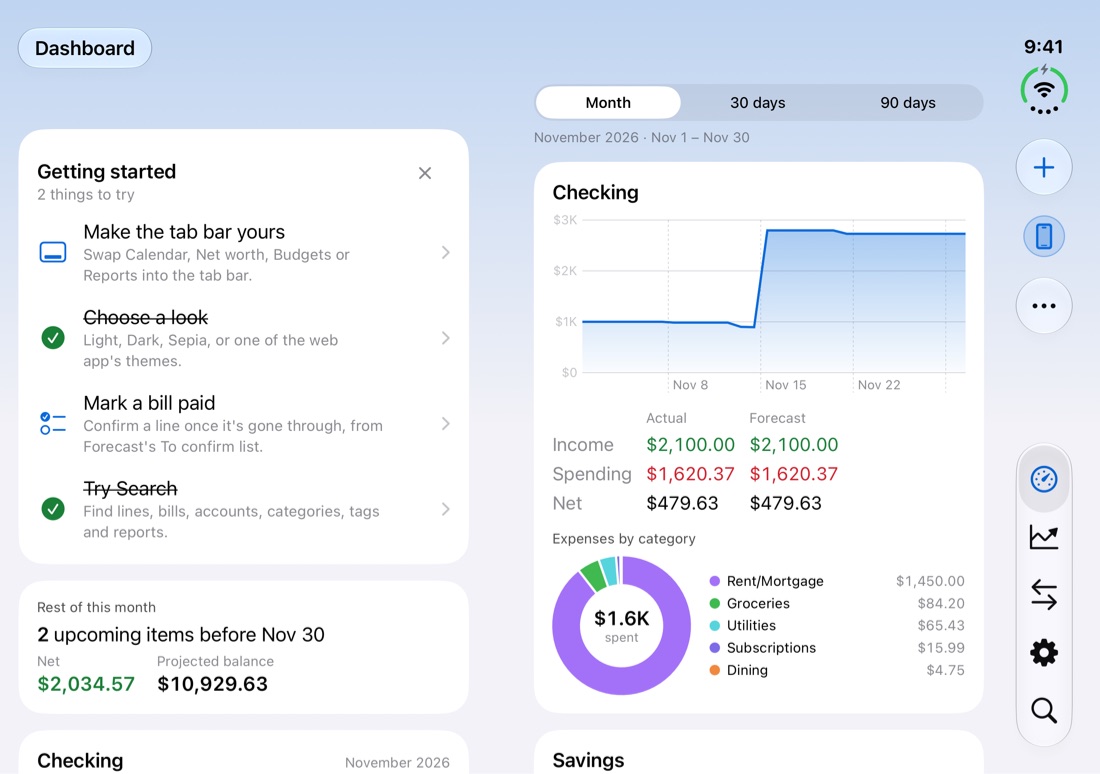 Dashboard
9:41
Getting started
2 things to try
Make the tab bar yours
Swap Calendar, Net worth, Budgets or
Reports into the tab bar.
Choose a look
Light, Dark, Sepia, or one of the web
app's themes.
Mark a bill paid
Confirm a line once it's gone through, from
Forecast's To confirm list.
Try Search
Find lines, bills, accounts, categories, tags
and reports.
Rest of this month
2 upcoming items before Nov 30
Net Projected balance
$2,034.57 $10,929.63
Checking November 2026
Month 30 days 90 days
November 2026 · Nov 1 – Nov 30
Checking
$3K
$2K
$1K
$0
Nov 8 Nov 15 Nov 22
Actual Forecast
Income $2,100.00 $2,100.00
Spending $1,620.37 $1,620.37
Net $479.63 $479.63
Expenses by category
$1.6K
spent
Rent/Mortgage $1,450.00
Groceries $84.20
Utilities $65.43
Subscriptions $15.99
Dining $4.75
Savings